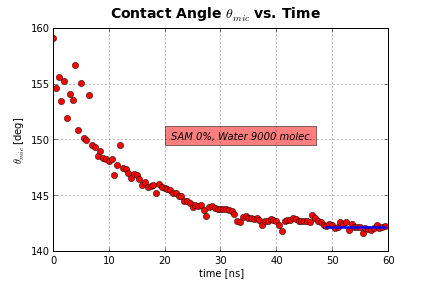 Contact Angle θmic vs. Time
160
155
150
145
140
θmic [deg]
SAM 0%, Water 9000 molec.
0 10 20 30 40 50 60
time [ns]